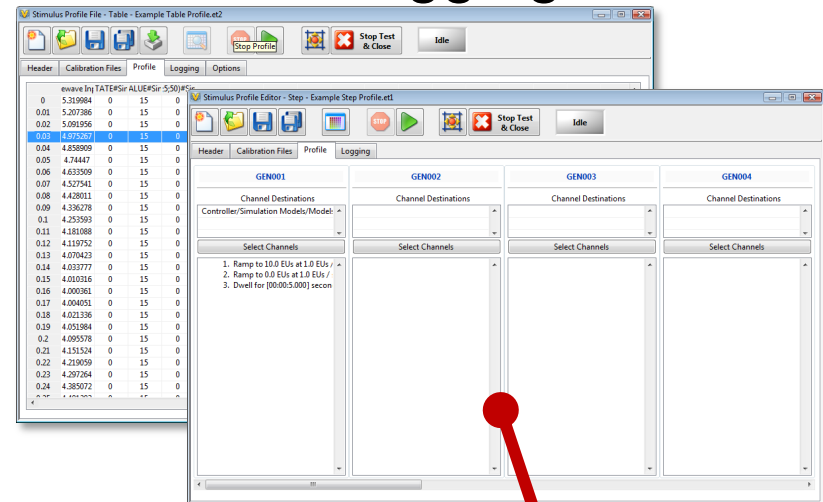 Stimulus Profile File - Table - Example Table Profile.et2
STOP
Stop Profile
Stop Test
& Close
Idle
Header Calibration Files Profile Logging Options
ewave Inj TATE#Sir ALUE#Sir :5;50)#Sir
0 5.319984 0 15 0
0.01 5.207386 0 15 0
0.02 5.091956 0 15 0
0.03 4.975267 0 15 0
0.04 4.858909 0 15 0
0.05 4.74447 0 15 0
0.06 4.633509 0 15 0
0.07 4.527541 0 15 0
0.08 4.428011 0 15 0
0.09 4.336278 0 15 0
0.1 4.253593 0 15 0
0.11 4.181088 0 15 0
0.12 4.119752 0 15 0
0.13 4.070423 0 15 0
0.14 4.033777 0 15 0
0.15 4.010316 0 15 0
0.16 4.000361 0 15 0
0.17 4.004051 0 15 0
0.18 4.021336 0 15 0
0.19 4.051984 0 15 0
0.2 4.095578 0 15 0
0.21 4.151524 0 15 0
0.22 4.219059 0 15 0
0.23 4.297264 0 15 0
0.24 4.385072 0 15 0
Stimulus Profile Editor - Step - Example Step Profile.et1
STOP
Stop Test
& Close
Idle
Header Calibration Files Profile Logging
GEN001 GEN002 GEN003 GEN004
Channel Destinations Channel Destinations Channel Destinations Channel Destinations
Controller/Simulation Models/Models
Select Channels Select Channels Select Channels Select Channels
1. Ramp to 10.0 EUs at 1.0 EUs /
2. Ramp to 0.0 EUs at 1.0 EUs /
3. Dwell for [00:00:5.000] secon